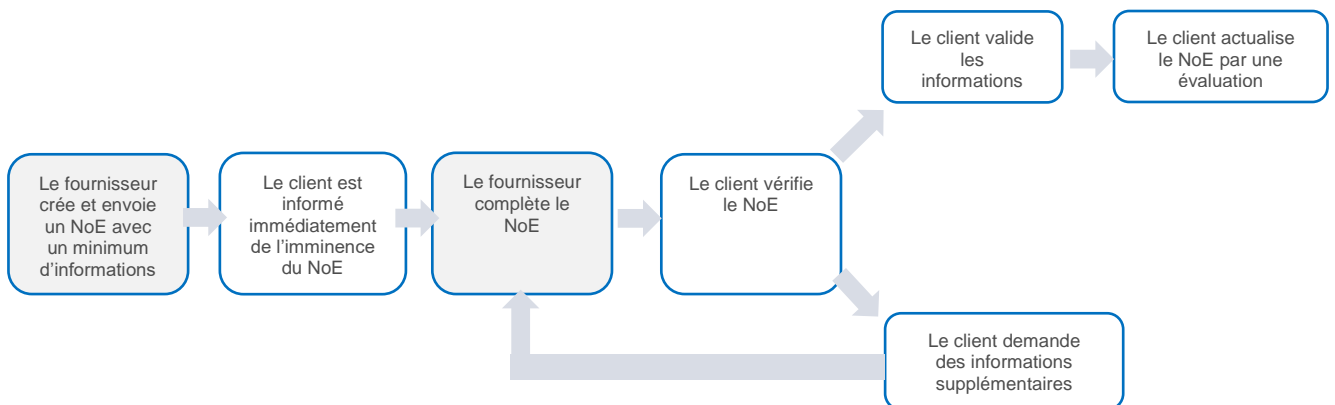 Le fournisseur
crée et envoie
un NoE avec
un minimum
d'informations
Le client est
informé
immédiatement
de l'imminence
du NoE
Le fournisseur
complète le
NoE
Le client vérifie
le NoE
Le client valide
les
informations
Le client actualise
le NoE par une
évaluation
Le client demande
des informations
supplémentaires